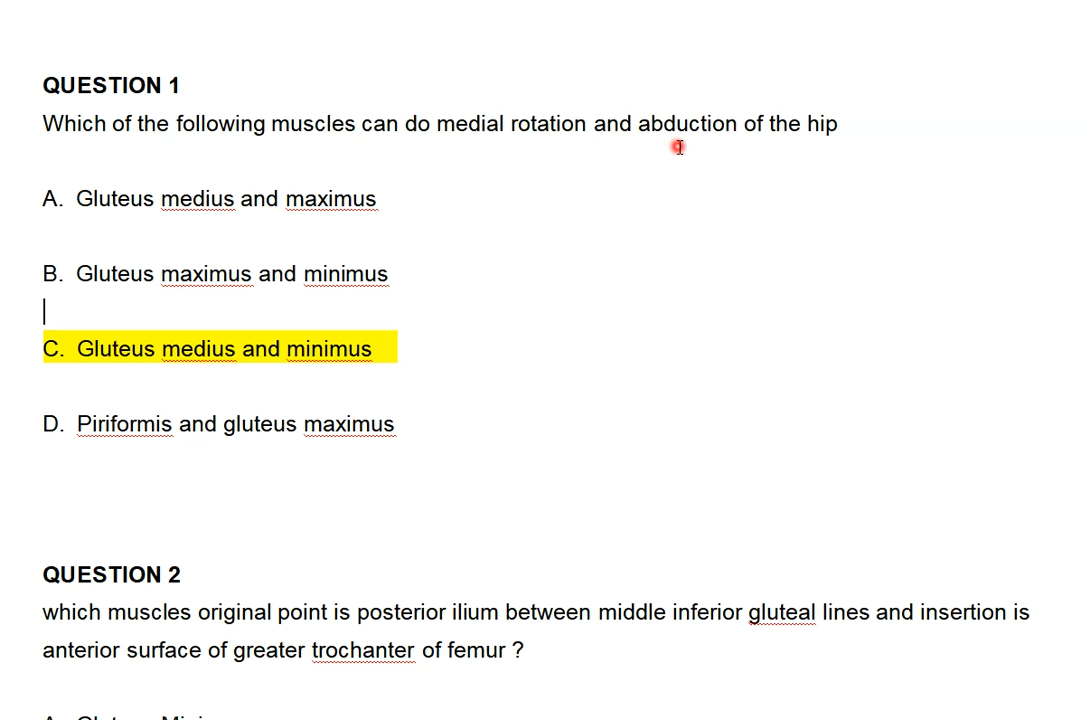 QUESTION 1
Which of the following muscles can do medial rotation and abduction of the hip
A. Gluteus medius and maximus
B. Gluteus maximus and minimus
C. Gluteus medius and minimus
D. Piriformis and gluteus maximus
QUESTION 2
which muscles original point is posterior ilium between middle inferior gluteal lines and insertion is
anterior surface of greater trochanter of femur ?